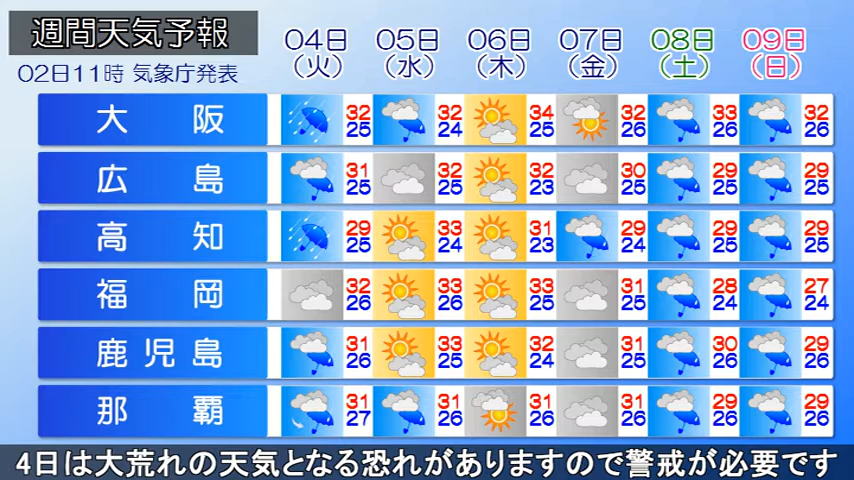 週間天気予報
02日11時 気象庁発表
04日 05日 06日 07日 08日 09日
(火) (水) (木) (金) (土) (日)
大阪 32 25 32 24 34 25 32 26 33 26 32 26
広島 31 25 32 25 32 23 30 25 29 25 29 25
高知 29 25 33 24 31 23 29 24 29 25 29 25
福岡 32 26 33 26 33 25 31 25 28 24 27 24
鹿児島 31 26 33 25 32 24 31 25 30 26 29 26
那覇 31 27 31 26 31 26 31 26 29 26 29 26
4日は大荒れの天気となる恐れがありますので警戒が必要です